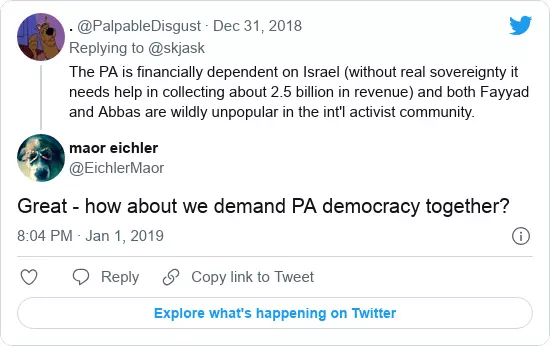 . @PalpableDisgust · Dec 31, 2018
Replying to @skjask
The PA is financially dependent on Israel (without real sovereignty it
needs help in collecting about 2.5 billion in revenue) and both Fayyad
and Abbas are wildly unpopular in the int'l activist community.
maor eichler
@EichlerMaor
Great - how about we demand PA democracy together?
8:04 PM · Jan 1, 2019
Reply
Copy link to Tweet
Explore what's happening on Twitter